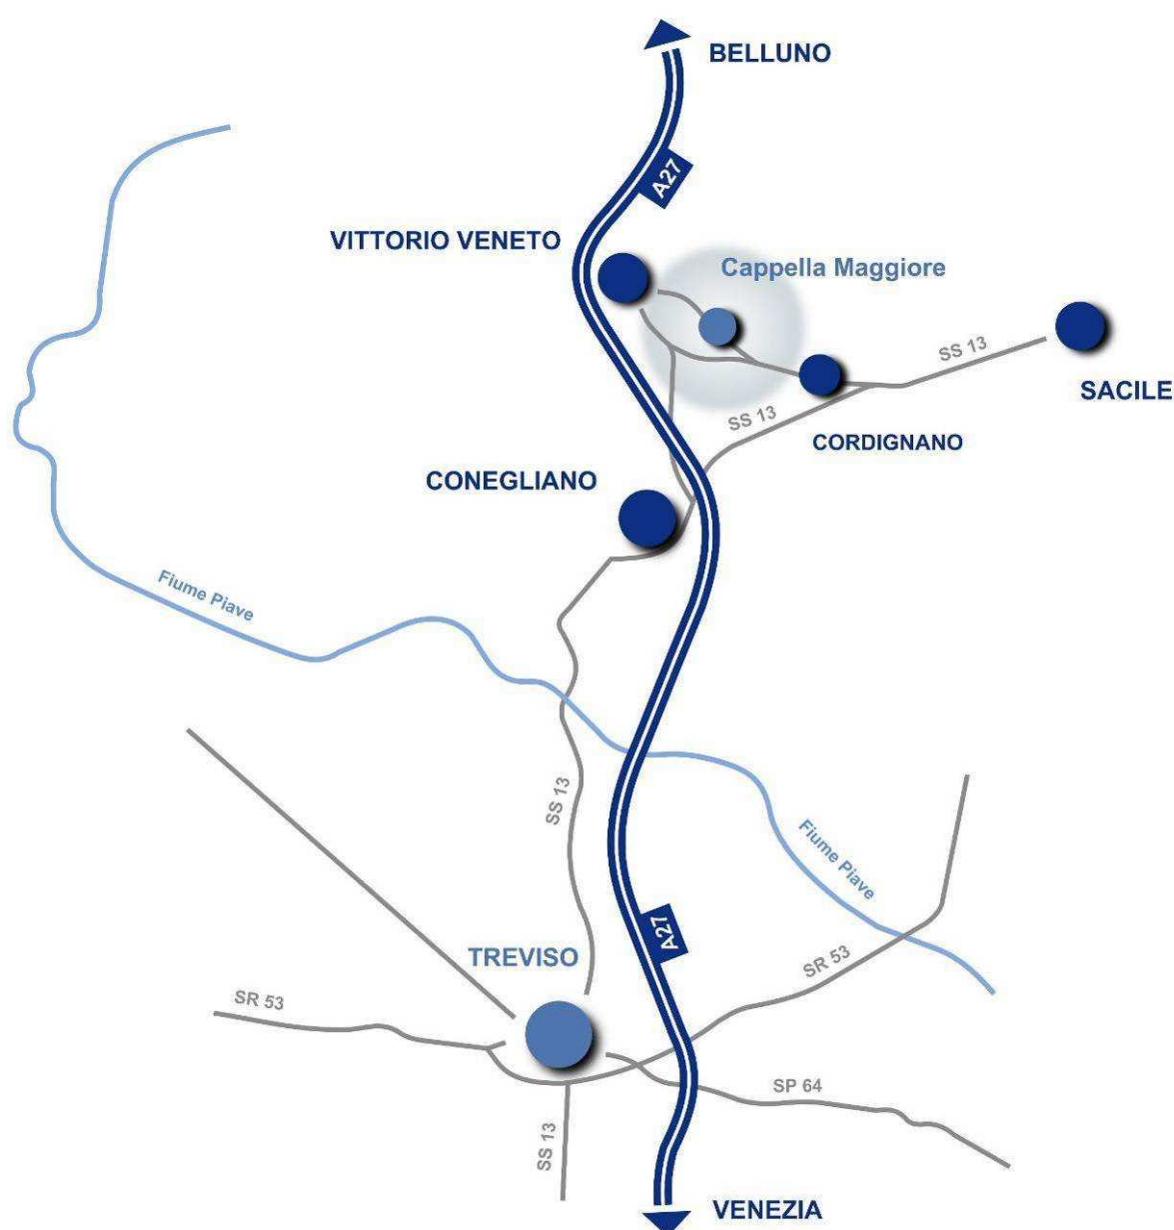 BELLUNO
A27
VITTORIO VENETO
Cappella Maggiore
SS 13
SACILE
SS 13
CORDIGNANO
CONEGLIANO
Fiume Piave
SS 13
Fiume Piave
A27
TREVISO
SR 53
SR 53
SP 64
SS 13
VENEZIA